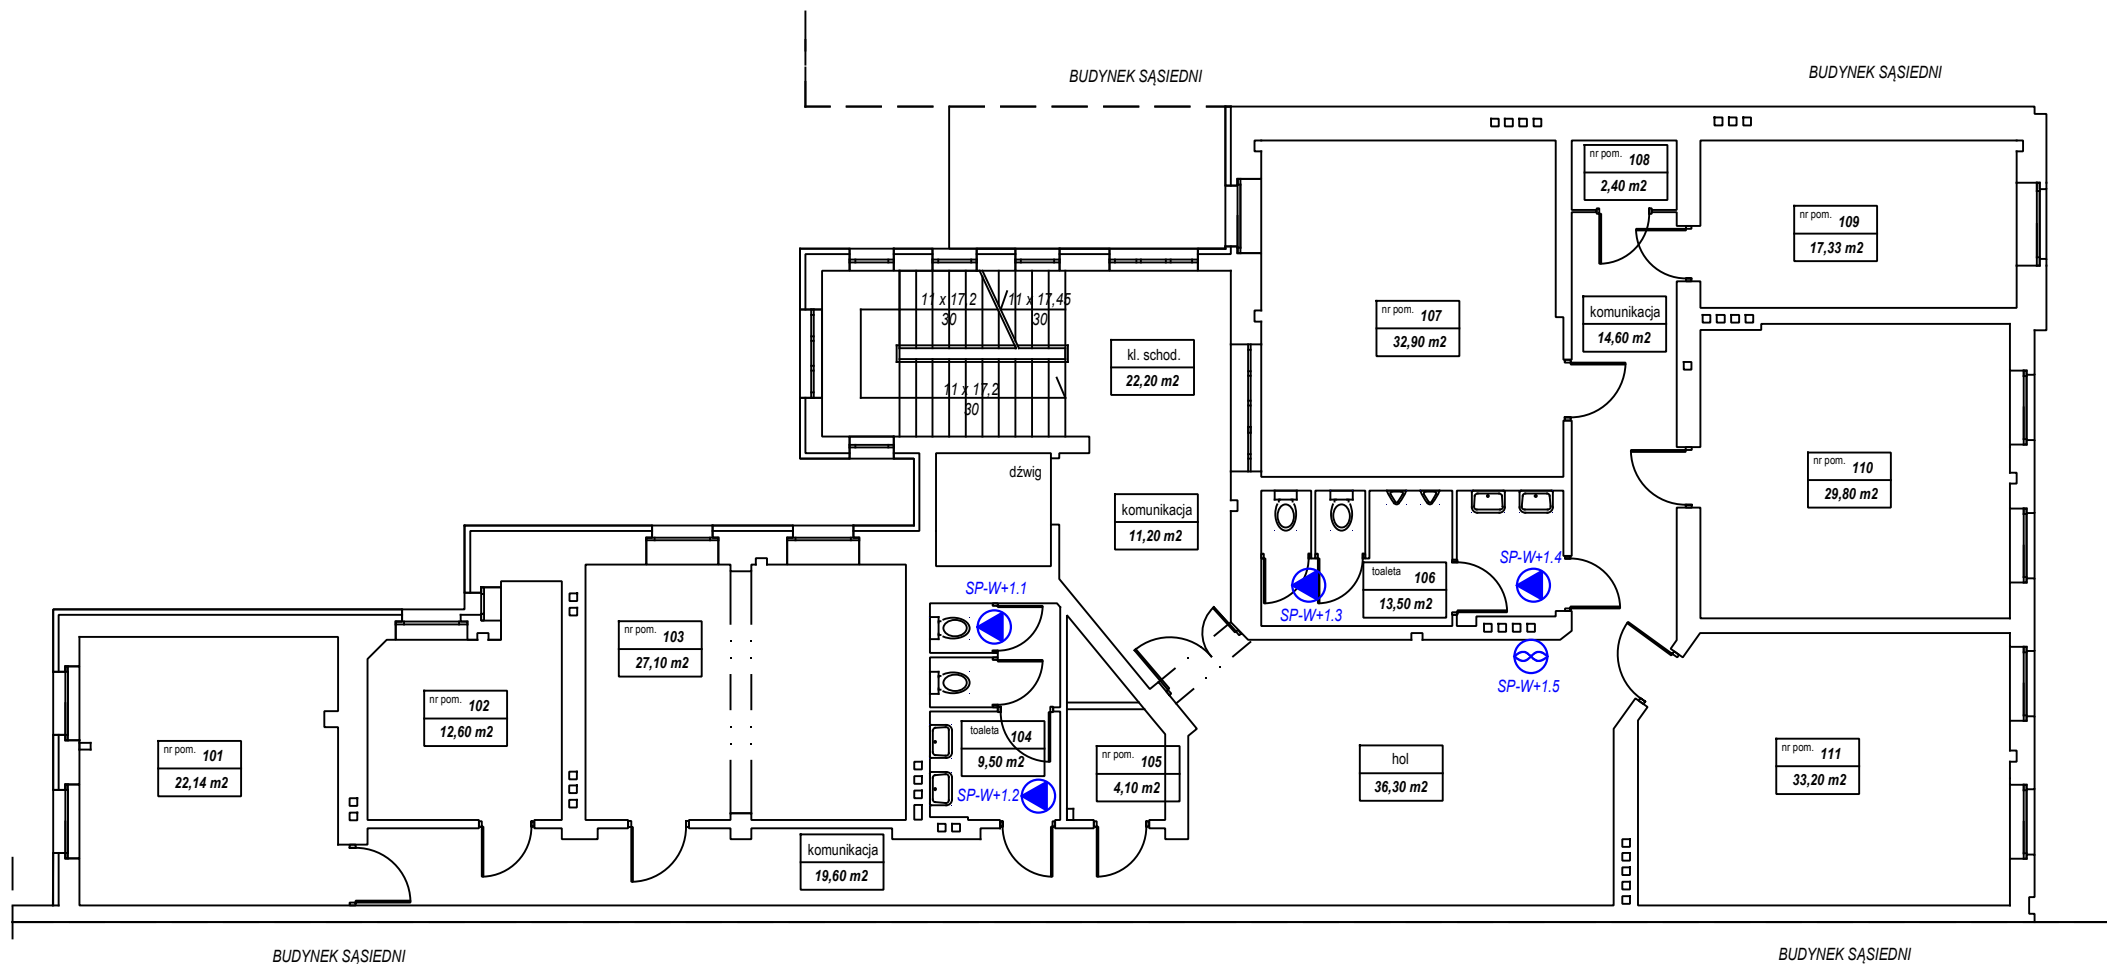 BUDYNEK SĄSIEDNI
BUDYNEK SĄSIEDNI
nr pom. 108
2,40 m2
nr pom. 109
17,33 m2
11 x 17,2
30
11 x 17,45
30
11 x 17,2
30
kl. schod.
22,20 m2
nr pom. 107
32,90 m2
komunikacja
14,60 m2
dźwig
komunikacja
11,20 m2
nr pom. 110
29,80 m2
SP-W+1.1
SP-W+1.4
toaleta 106
13,50 m2
SP-W+1.3
nr pom. 103
27,10 m2
SP-W+1.5
nr pom. 102
12,60 m2
toaleta 104
9,50 m2
nr pom. 101
22,14 m2
nr pom. 105
4,10 m2
SP-W+1.2
hol
36,30 m2
nr pom. 111
33,20 m2
komunikacja
19,60 m2
BUDYNEK SĄSIEDNI
BUDYNEK SĄSIEDNI